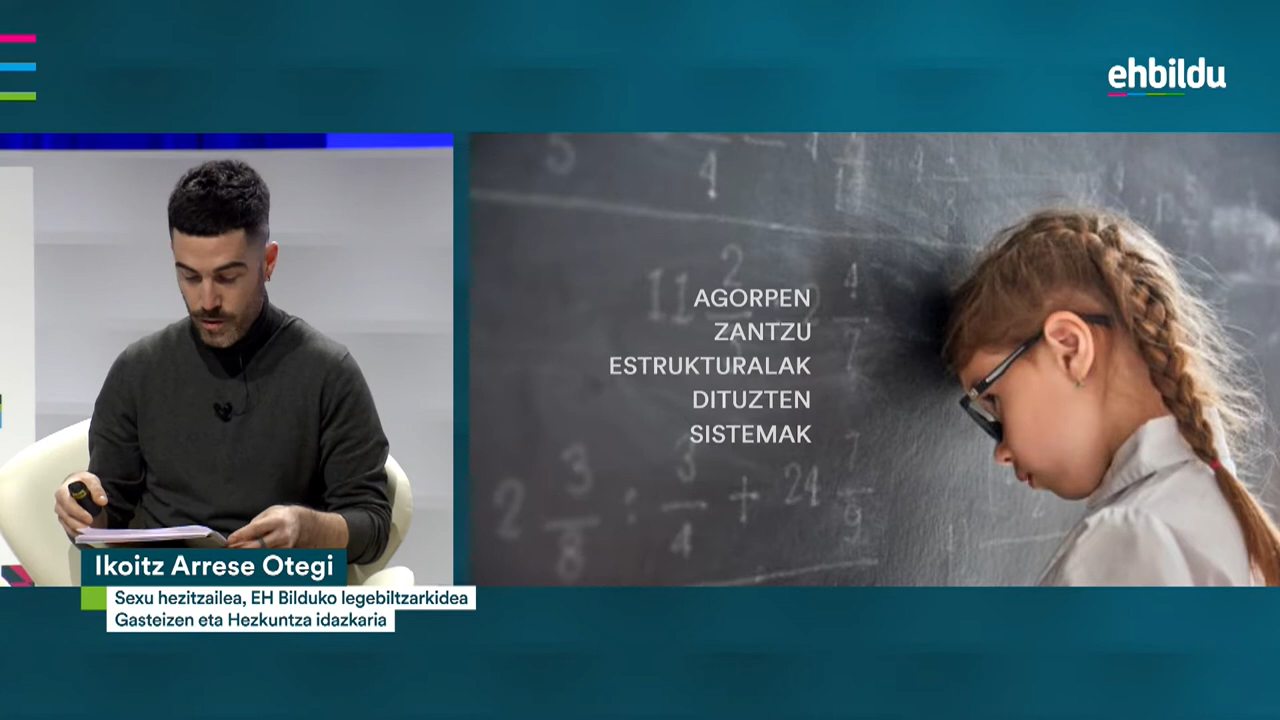 ehbildu
AGORPEN
ZANTZU
ESTRUKTURALAK
DITUZTEN
SISTEMAK
Ikoitz Arrese Otegi
Sexu hezitzailea, EH Bilduko legebiltzarkidea
Gasteizen eta Hezkuntza idazkaria